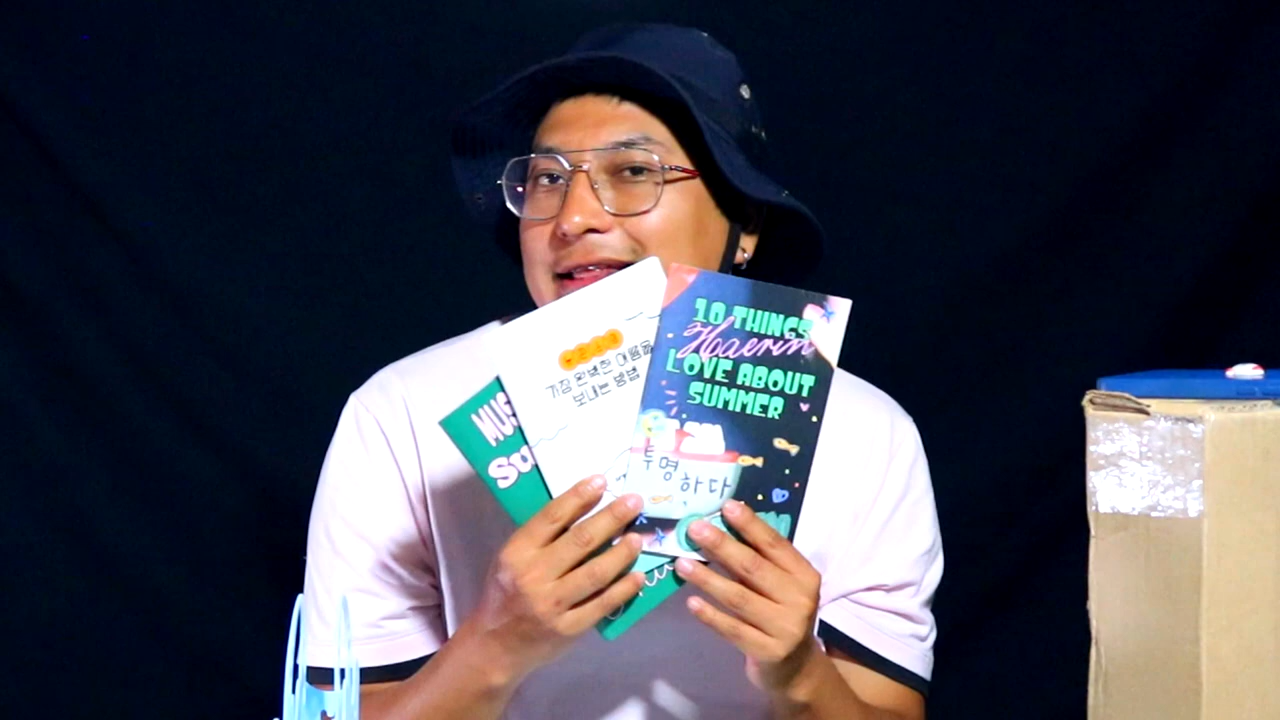 MUS
su
가장 완벽한 여름을
보내는 방법
10 THINGS
Haerin
LOVE ABOUT
SUMMER
투명하다